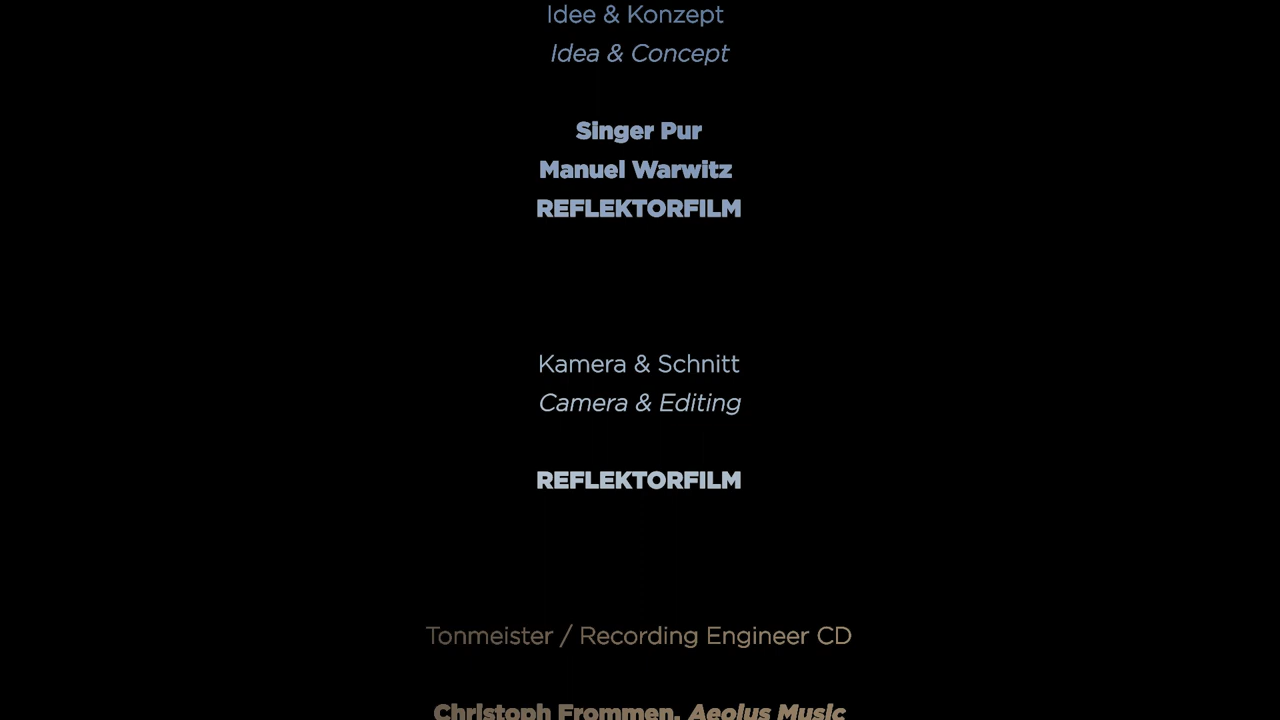 Idee & Konzept
Idea & Concept
Singer Pur
Manuel Warwitz
REFLEKTORFILM
Kamera & Schnitt
Camera & Editing
REFLEKTORFILM
Tonmeister / Recording Engineer CD
Christoph Frommen, Aeolus Music